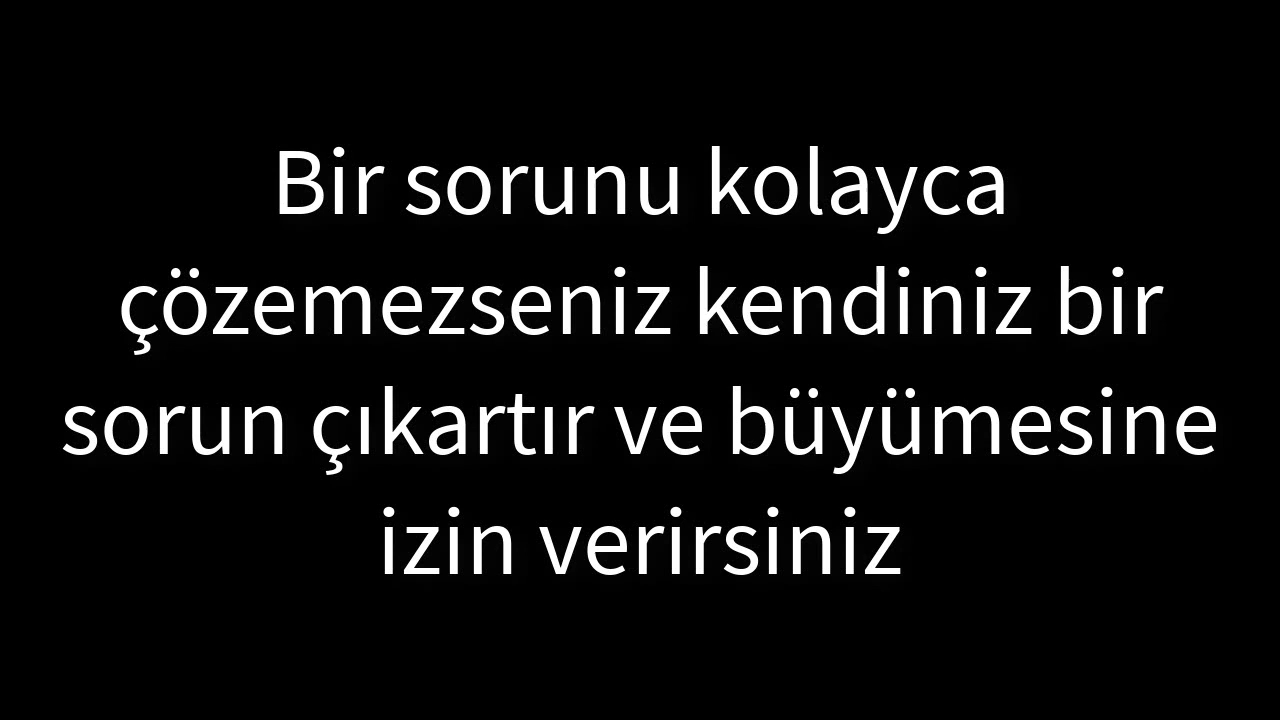 Bir sorunu kolayca
çözemezseniz kendiniz bir
sorun çıkartır ve büyümesine
izin verirsiniz